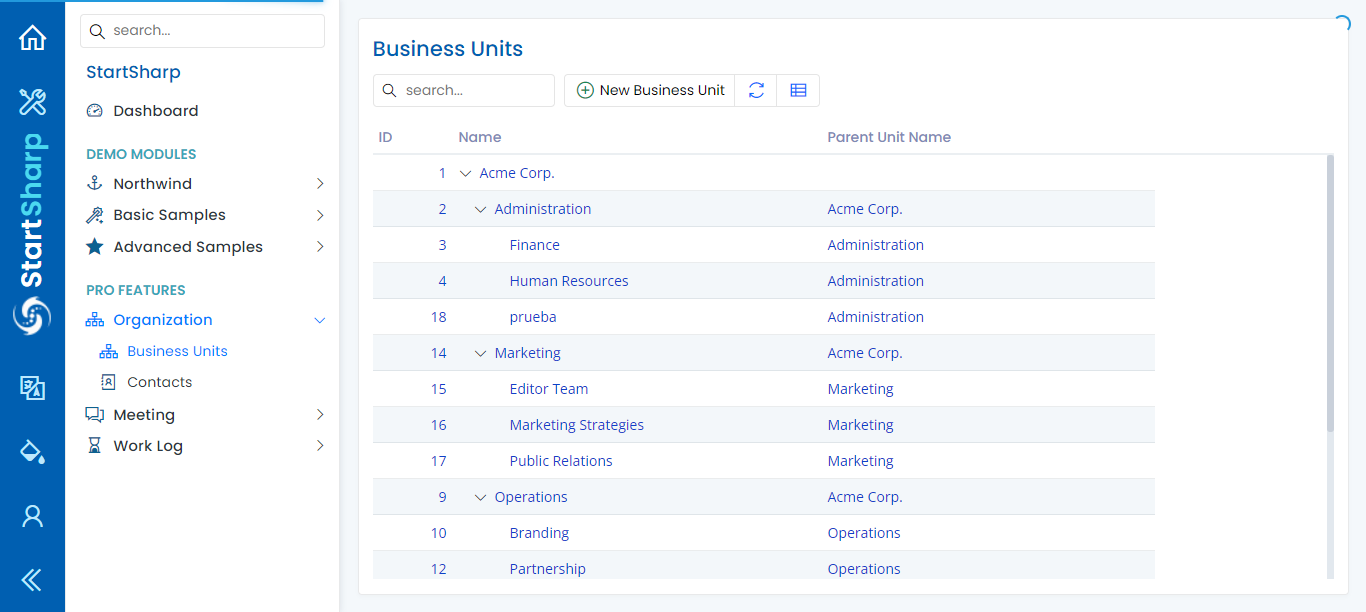 StartSharp
search...
StartSharp
Dashboard
DEMO MODULES
Northwind
Basic Samples
Advanced Samples
PRO FEATURES
Organization
Business Units
Contacts
Meeting
Work Log
Business Units
search...
New Business Unit
ID Name Parent Unit Name
1 Acme Corp.
2 Administration Acme Corp.
3 Finance Administration
4 Human Resources Administration
18 prueba Administration
14 Marketing Acme Corp.
15 Editor Team Marketing
16 Marketing Strategies Marketing
17 Public Relations Marketing
9 Operations Acme Corp.
10 Branding Operations
12 Partnership Operations